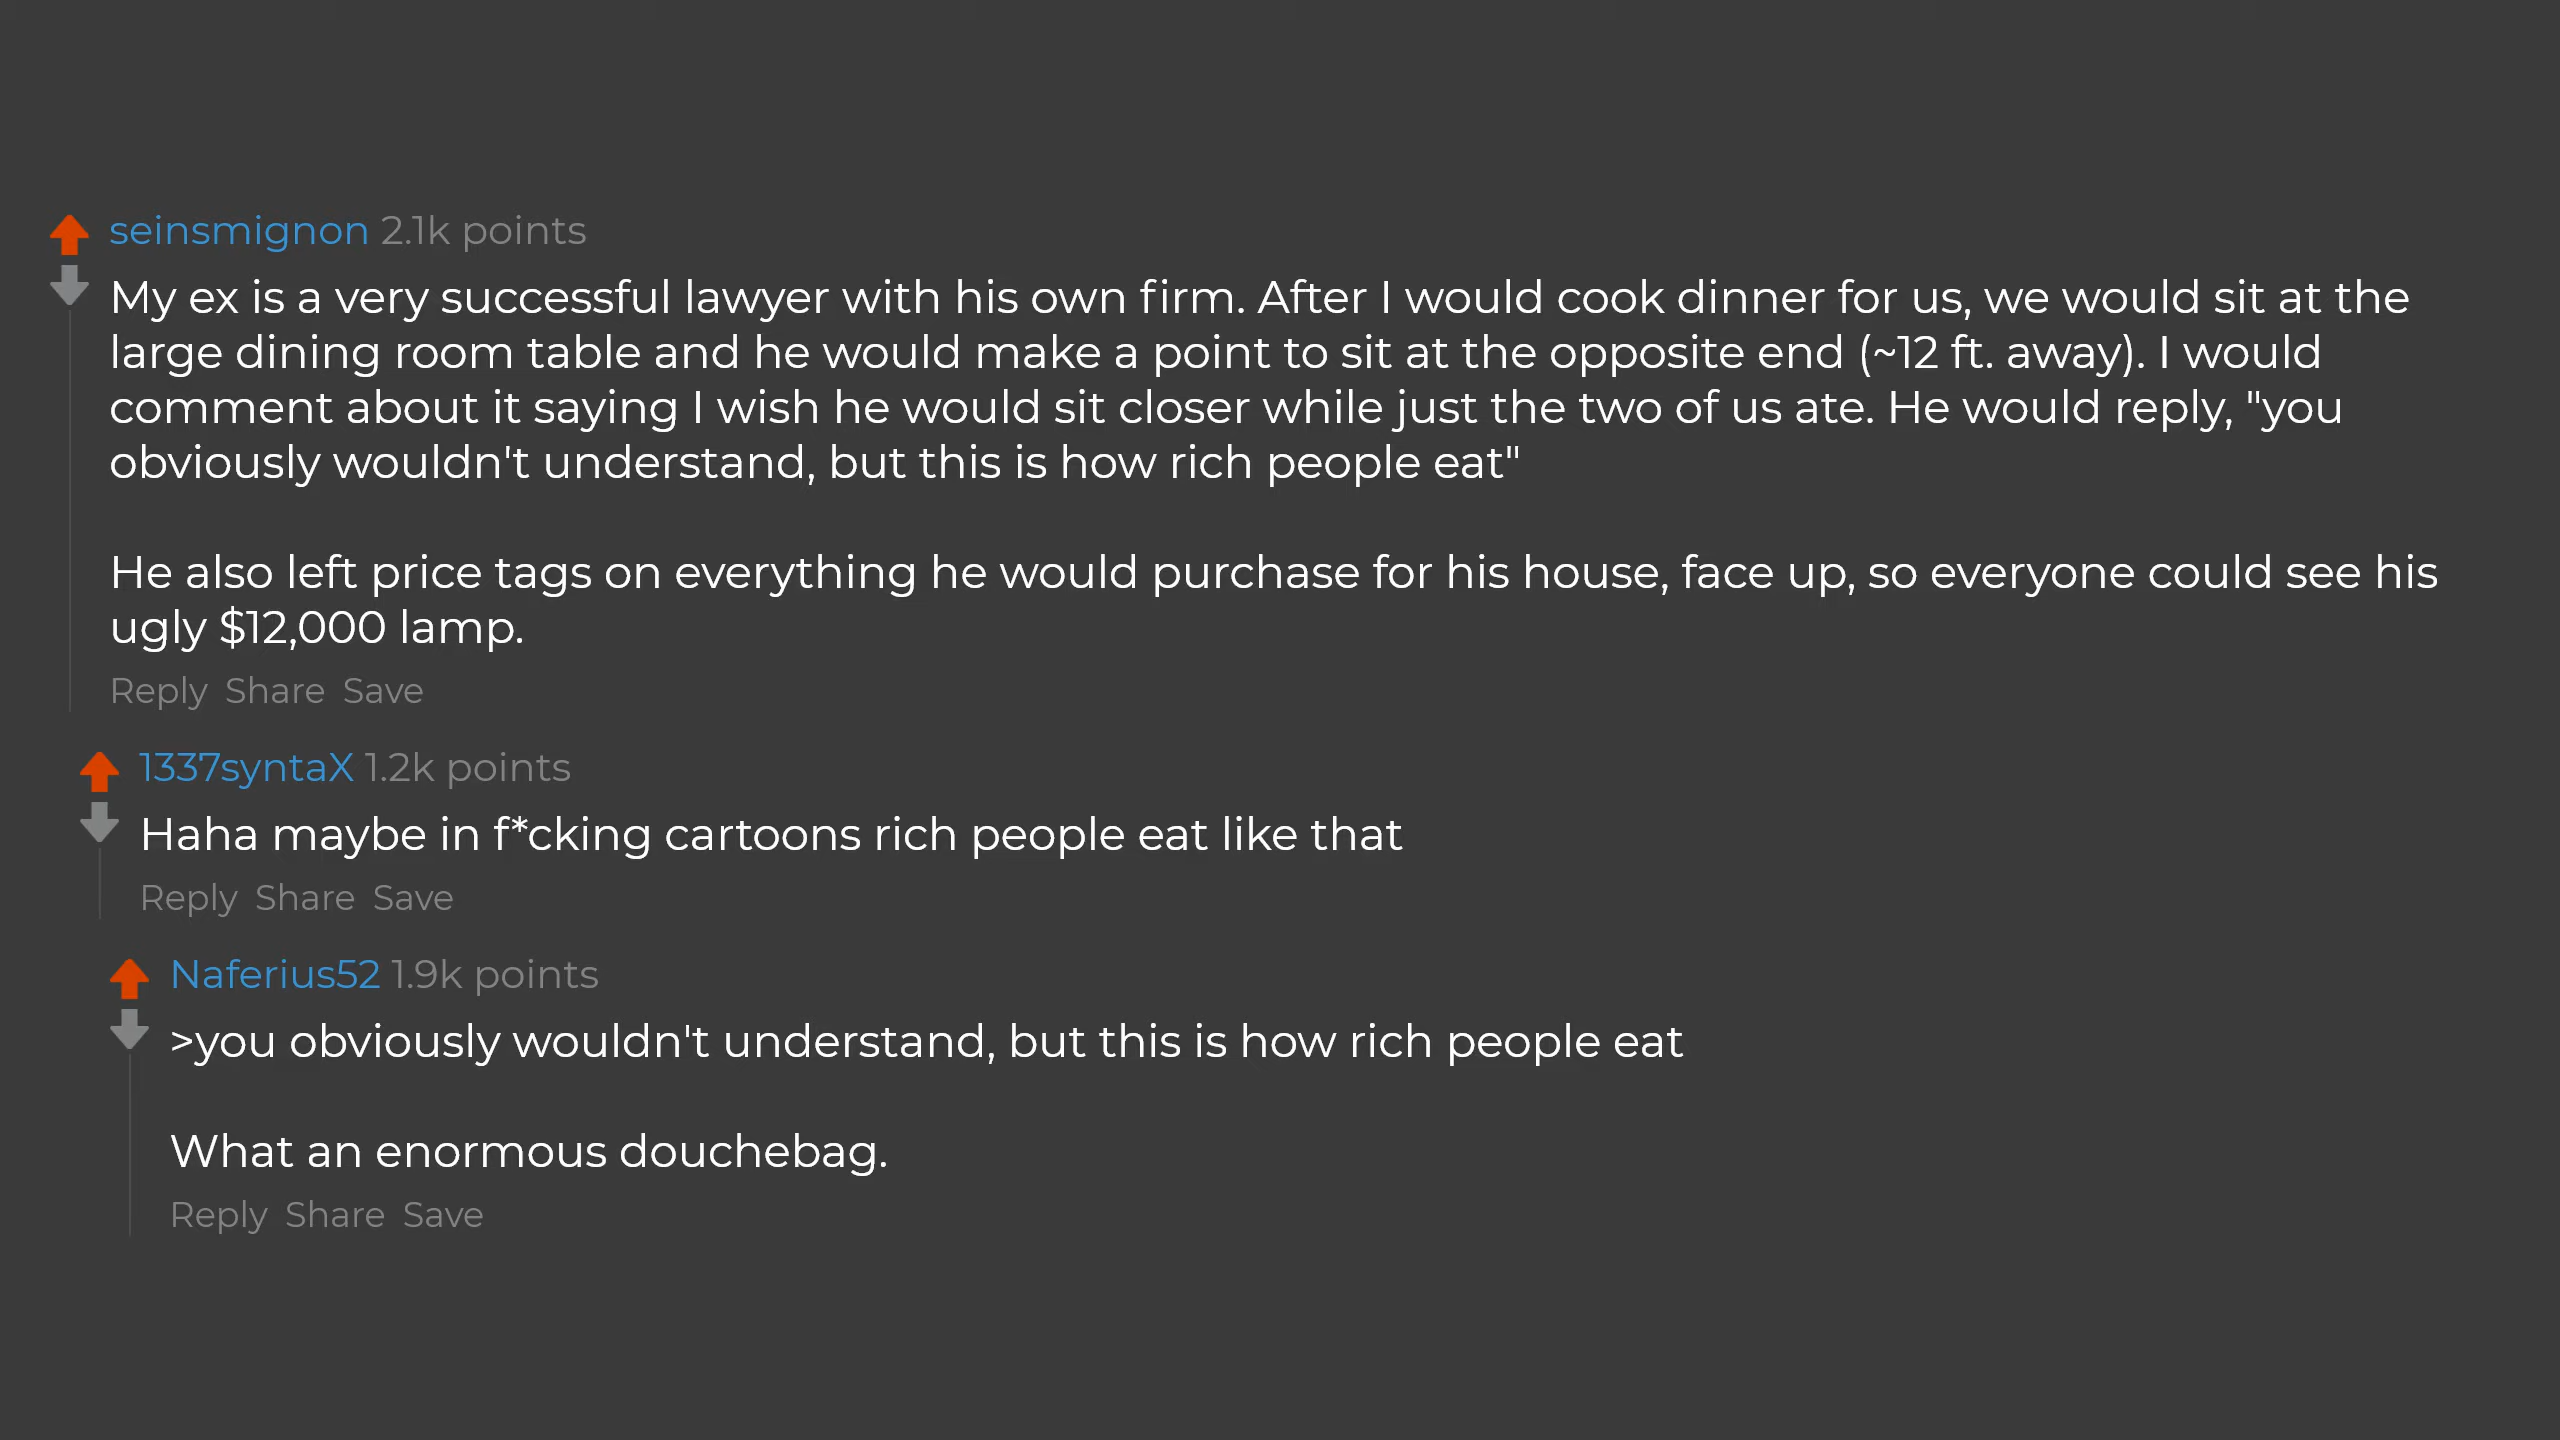 seinsmignon 2.1k points
My ex is a very successful lawyer with his own firm. After I would cook dinner for us, we would sit at the
large dining room table and he would make a point to sit at the opposite end (~12 ft. away). I would
comment about it saying I wish he would sit closer while just the two of us ate. He would reply, "you
obviously wouldn't understand, but this is how rich people eat"
He also left price tags on everything he would purchase for his house, face up, so everyone could see his
ugly $12,000 lamp.
Reply Share Save
1337syntaX 1.2k points
Haha maybe in f*cking cartoons rich people eat like that
Reply Share Save
Naferius52 1.9k points
>you obviously wouldn't understand, but this is how rich people eat
What an enormous douchebag.
Reply Share Save